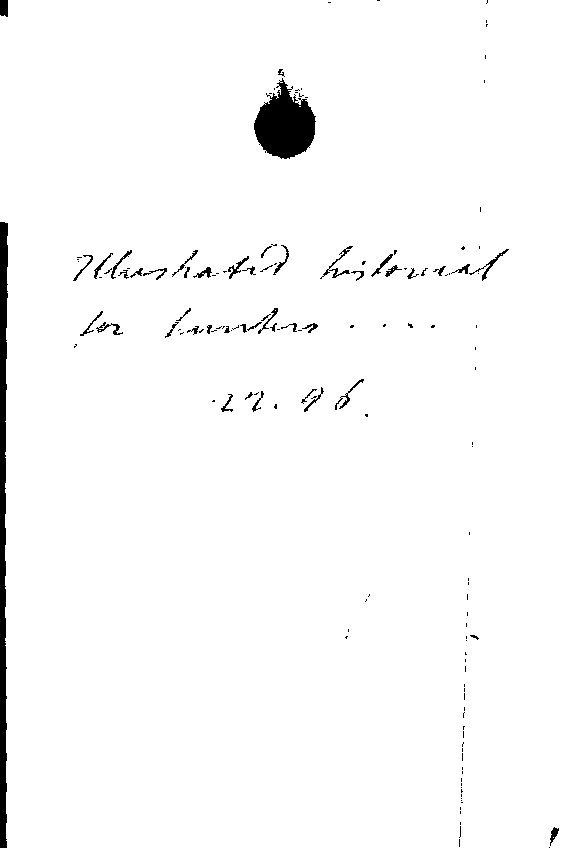 Illustrated historical
for hunters ....
22.96.